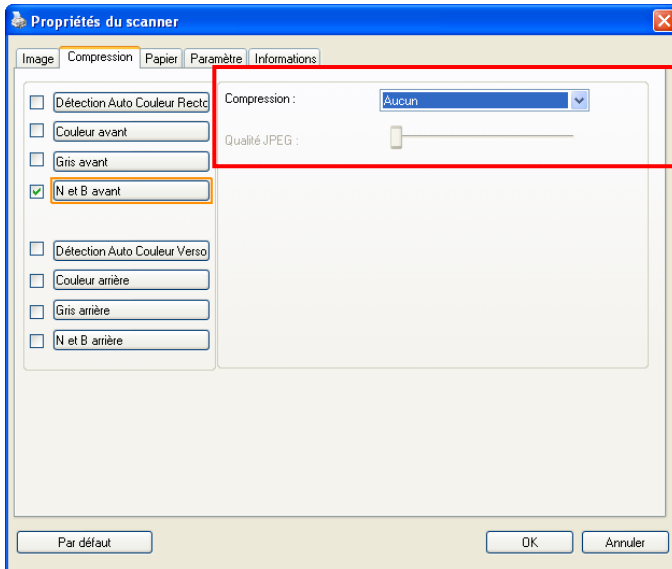 Propriétés du scanner
Image Compression Papier Paramètre Informations
Détection Auto Couleur Recto
Couleur avant
Gris avant
N et B avant
Détection Auto Couleur Verso
Couleur arrière
Gris arrière
N et B arrière
Compression : Aucun
Qualité JPEG :
Par défaut OK Annuler